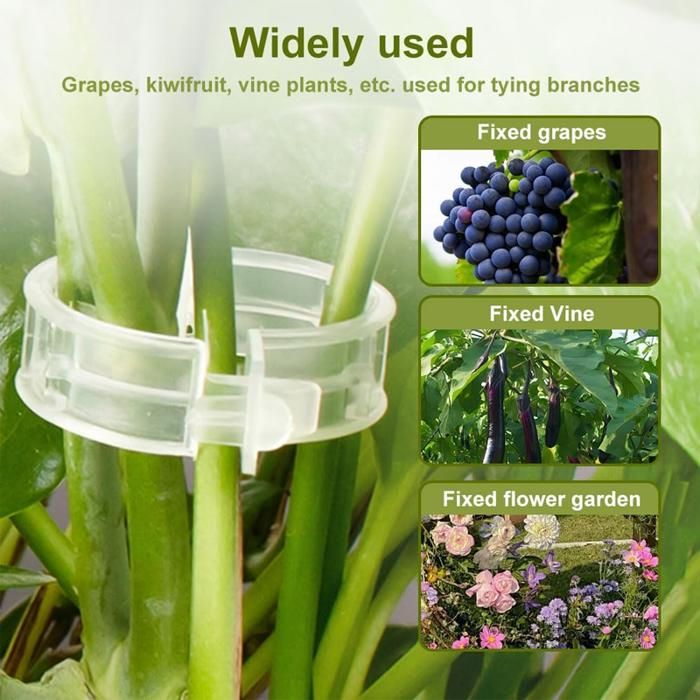 Widely used
Grapes, kiwifruit, vine plants, etc. used for tying branches
Fixed grapes
Fixed Vine
Fixed flower garden